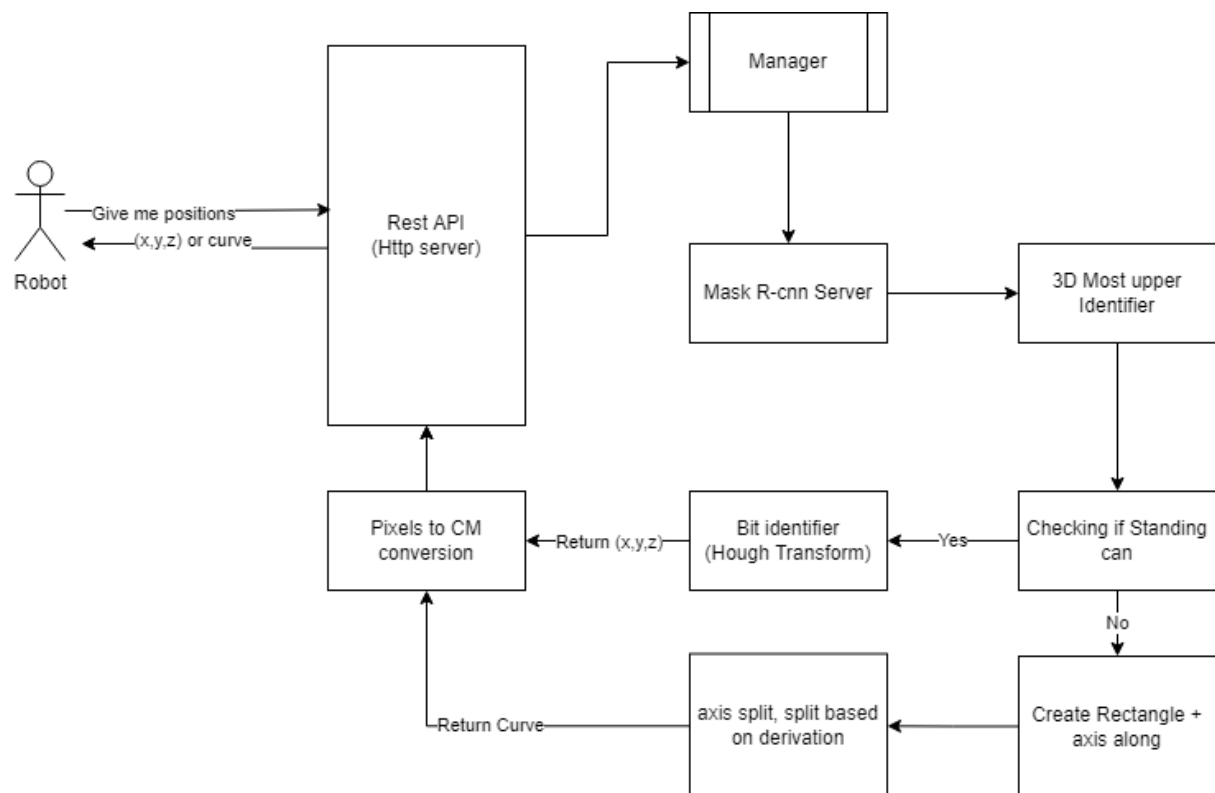 Manager
Give me positions
(x,y,z) or curve
Robot
Rest API
(Http server)
Mask R-cnn Server
3D Most upper
Identifier
Pixels to CM
conversion
Return (x,y,z)
Bit identifier
(Hough Transform)
Yes
Checking if Standing
can
No
Return Curve
axis split, split based
on derivation
Create Rectangle +
axis along